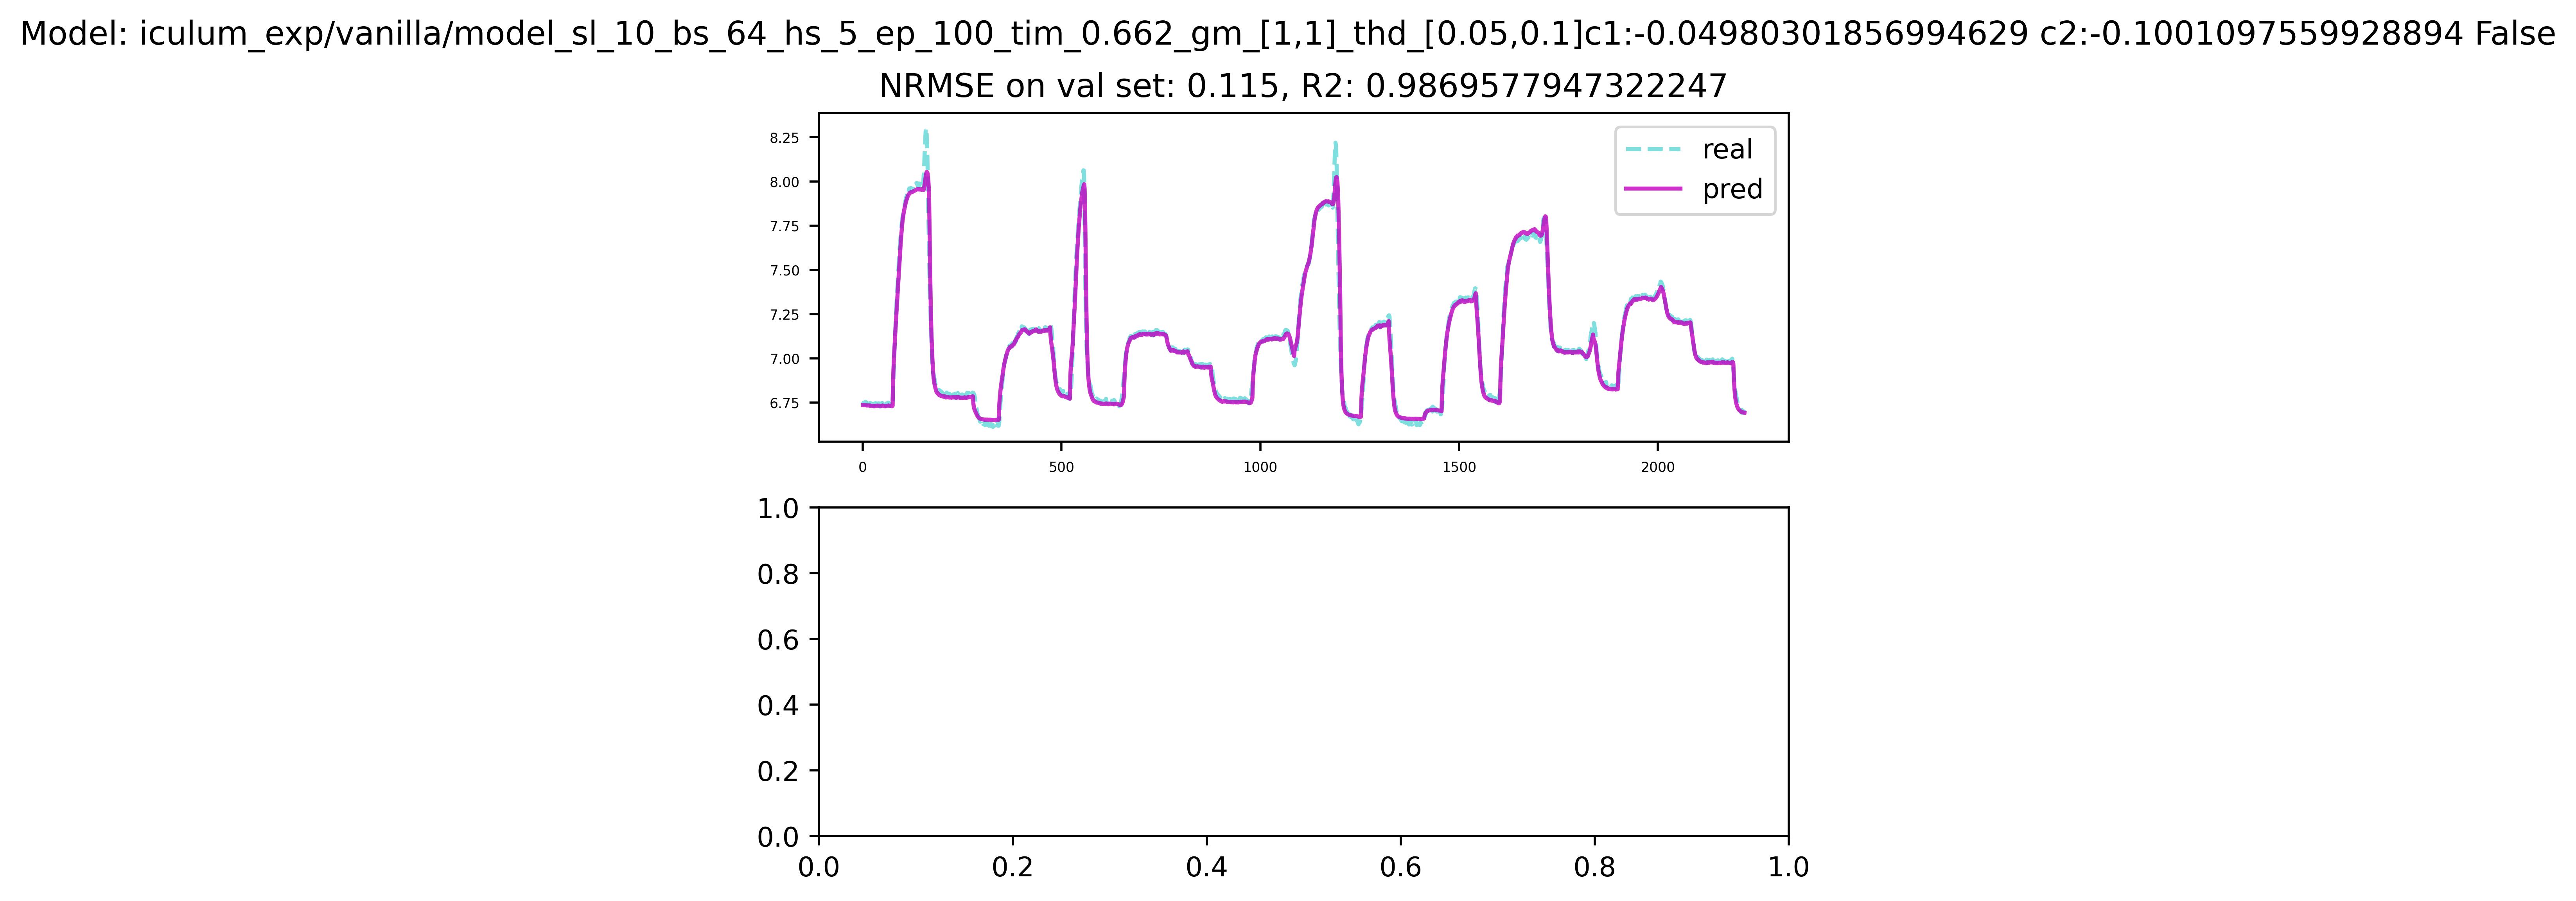 Model: iculum_exp/vanilla/model_sl_10_bs_64_hs_5_ep_100_tim_0.662_gm_[1,1]_thd_[0.05,0.1]c1:-0.04980301856994629 c2:-0.1001097559928894 False
NRMSE on val set: 0.115, R2: 0.9869577947322247
8.25
8.00
7.75
7.50
7.25
7.00
6.75
real
pred
0 500 1000 1500 2000
1.0
0.8
0.6
0.4
0.2
0.0
0.0 0.2 0.4 0.6 0.8 1.0